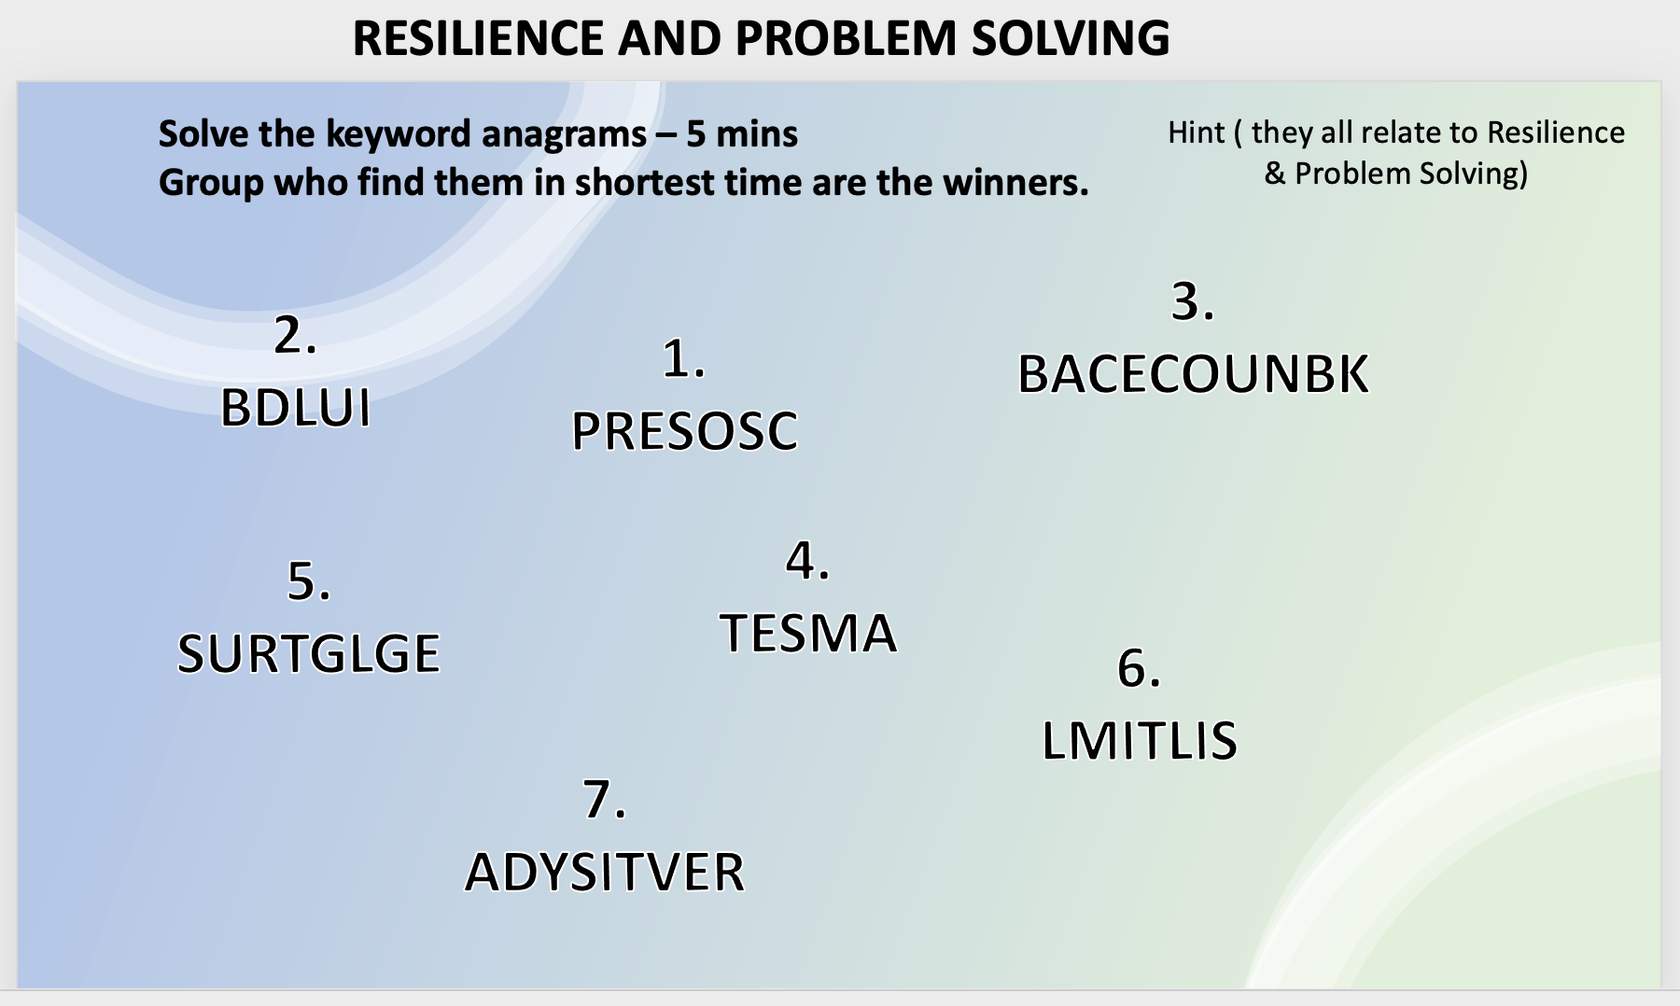 RESILIENCE AND PROBLEM SOLVING
Solve the keyword anagrams – 5 mins
Group who find them in shortest time are the winners.
Hint ( they all relate to Resilience
& Problem Solving)
2.
BDLUI
1.
PRESOSC
3.
BACECOUNBK
5.
SURTGLGE
4.
TESMA
6.
LMITLIS
7.
ADYSITVER